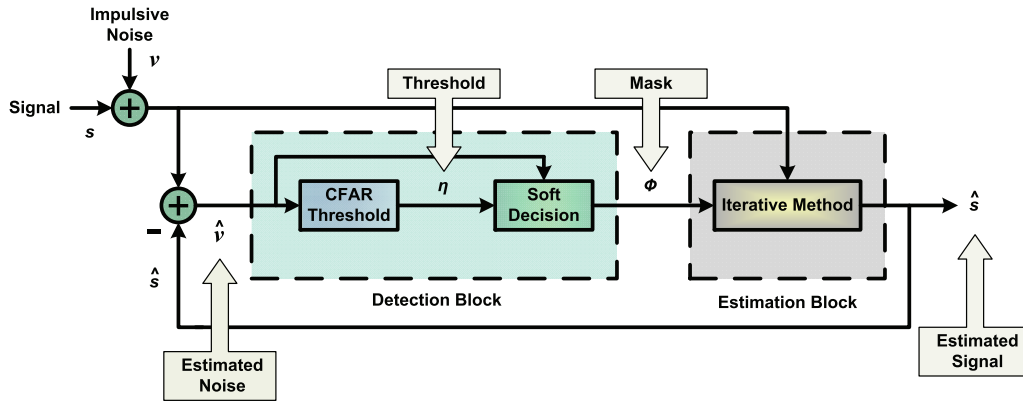 Impulsive
Noise
v
Signal
s
Threshold
Mask
CFAR
Threshold
η
Soft
Decision
Φ
Iterative Method
ŝ
v̂
ŝ
Detection Block
Estimation Block
Estimated
Noise
Estimated
Signal